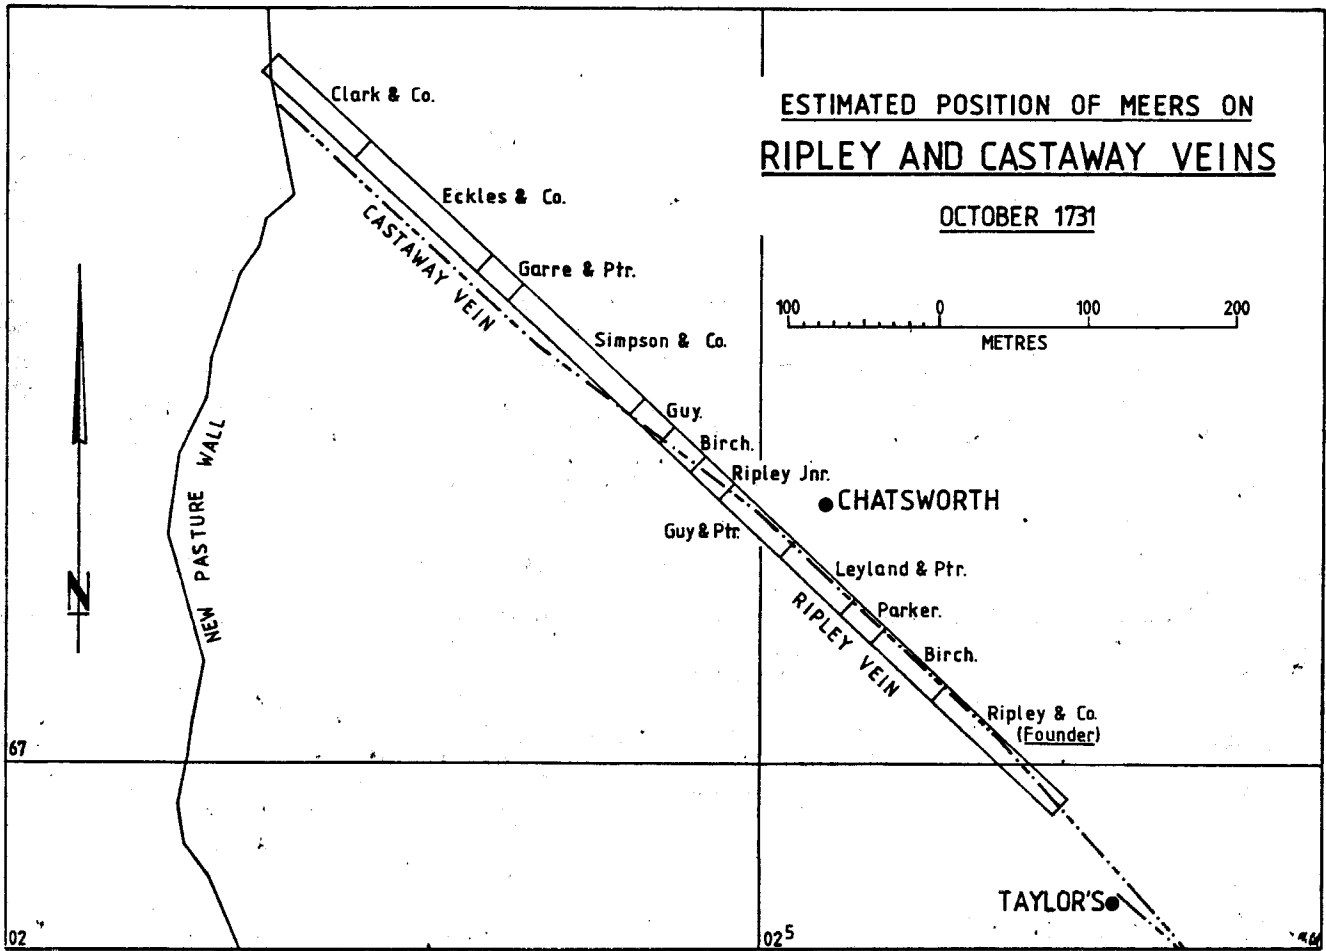 ESTIMATED POSITION OF MEERS ON
RIPLEY AND CASTAWAY VEINS
OCTOBER 1731
100 0 100 200
METRES
Clark & Co.
Eckles & Co.
CASTAWAY VEIN
Garre & Ptr.
Simpson & Co.
Guy.
Birch.
Ripley Jnr.
CHATSWORTH
Guy & Ptr.
NEW PASTURE WALL
Leyland & Ptr.
Parker.
RIPLEY VEIN
Birch.
N
Ripley & Co.
(Founder)
67
TAYLOR'S
02
02⁵